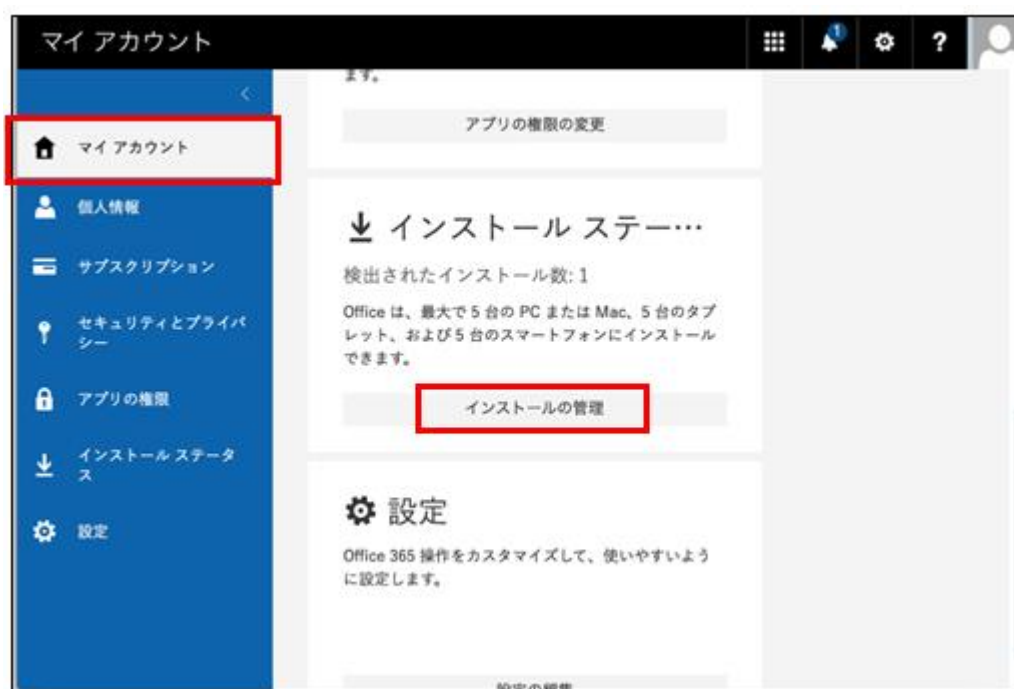 マイ アカウント
1
?
マイ アカウント
個人情報
サブスクリプション
セキュリティとプライバ
シー
アプリの権限
インストール ステータ
ス
設定
ます。
アプリの権限の変更
インストール ステー…
検出されたインストール数: 1
Office は、最大で 5 台の PC または Mac、5 台のタブ
レット、および 5 台のスマートフォンにインストール
できます。
インストールの管理
設定
Office 365 操作をカスタマイズして、使いやすいよう
に設定します。
設定の編集